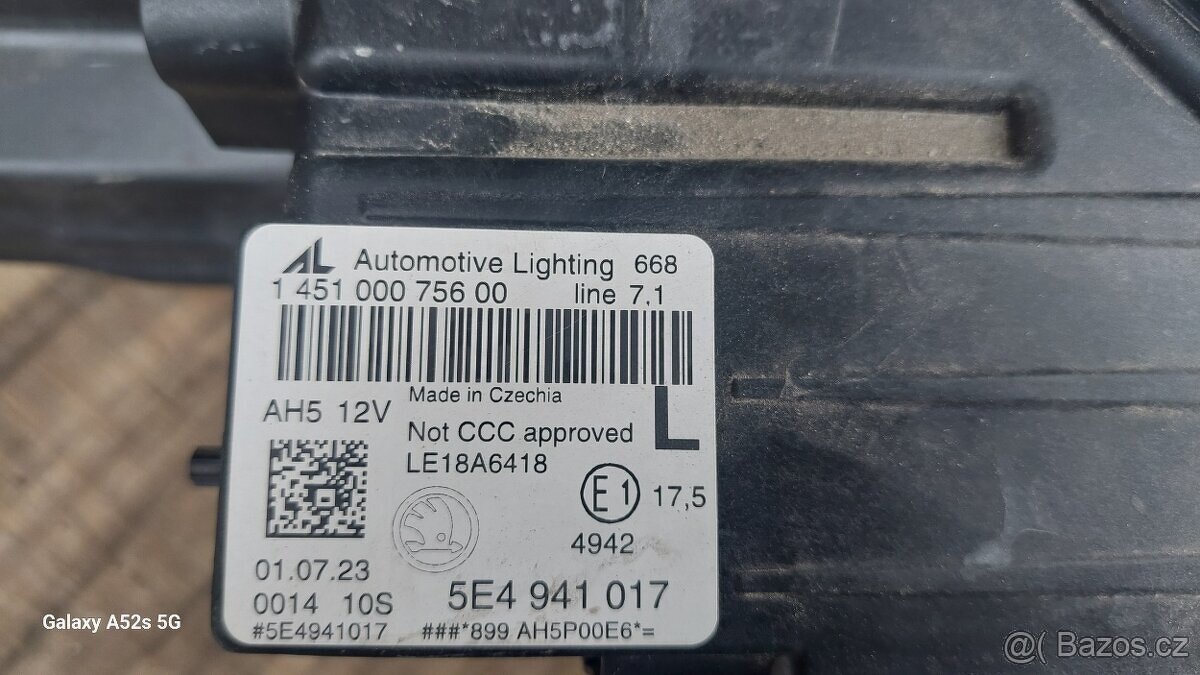 AL Automotive Lighting 668
1 451 000 756 00 line 7,1
Made in Czechia
L
AH5 12V
Not CCC approved
LE18A6418
E1 17,5
4942
01.07.23
0014 10S
5E4 941 017
#5E4941017 ###*899 AH5P00E6*=
Galaxy A52s 5G
@( Bazos.cz